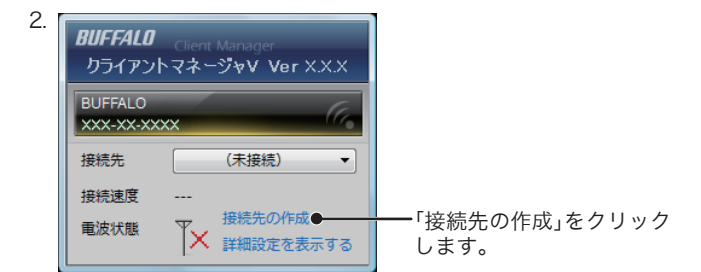 2.
BUFFALO Client Manager
クライアントマネージャV Ver X.X.X
BUFFALO
XXX-XX-XXXX
接続先 (未接続)
接続速度 ---
電波状態
接続先の作成
詳細設定を表示する
「接続先の作成」をクリック
します。